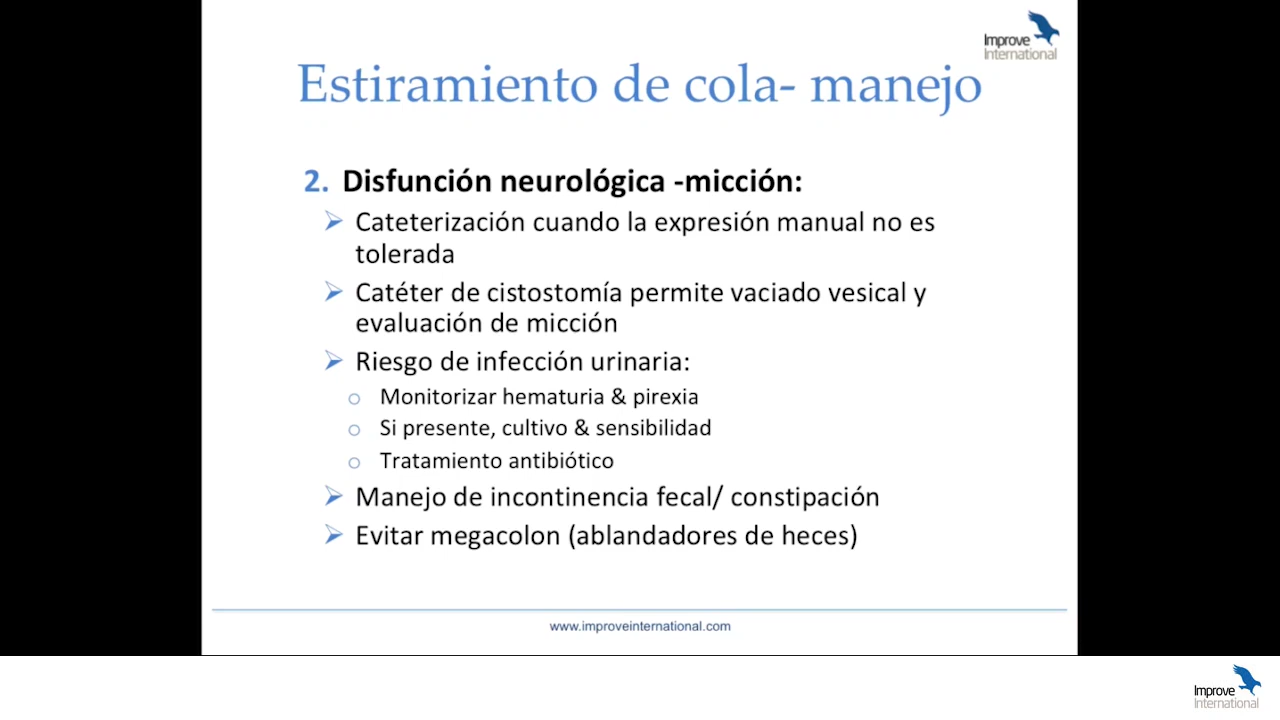 Improve
International
Estiramiento de cola- manejo
2. Disfunción neurológica -micción:
Cateterización cuando la expresión manual no es
tolerada
Catéter de cistostomía permite vaciado vesical y
evaluación de micción
Riesgo de infección urinaria:
Monitorizar hematuria & pirexia
Si presente, cultivo & sensibilidad
Tratamiento antibiótico
Manejo de incontinencia fecal/ constipación
Evitar megacolon (ablandadores de heces)
www.improveinternational.com
Improve
International